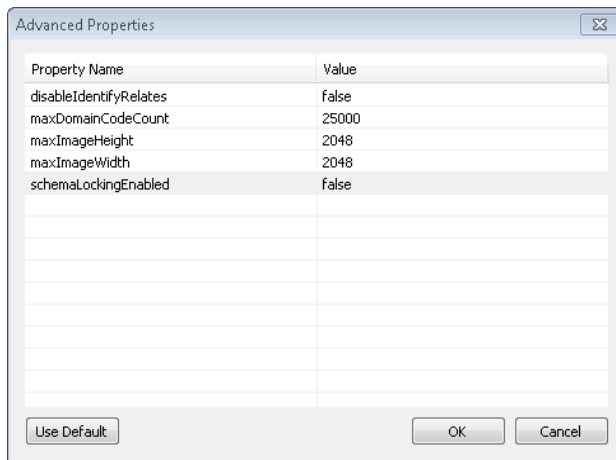 Advanced Properties
Property Name Value
disableIdentifyRelates false
maxDomainCodeCount 25000
maxImageHeight 2048
maxImageWidth 2048
schemaLockingEnabled false
Use Default OK Cancel